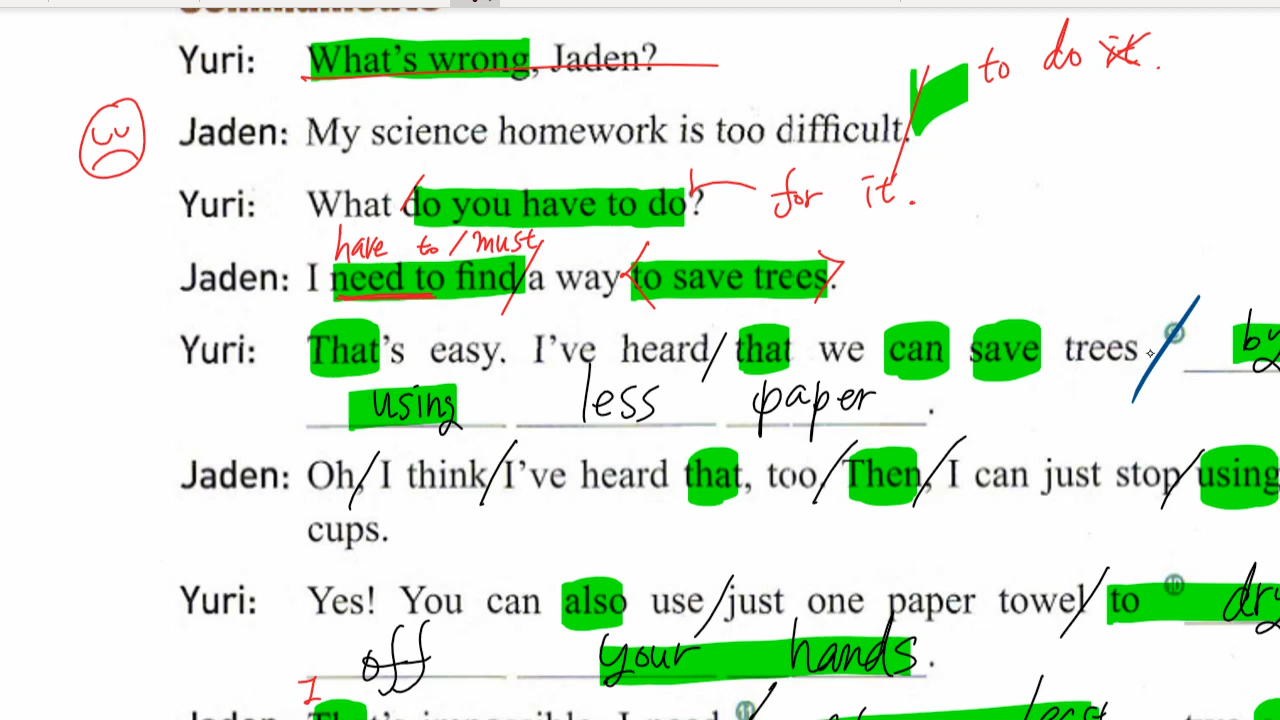 Yuri: What's wrong, Jaden?
to do it.
Jaden: My science homework is too difficult.
Yuri: What do you have to do? for it.
have to / must
Jaden: I need to find a way to save trees.
Yuri: That's easy. I've heard that we can save trees by
using less paper.
Jaden: Oh, I think I've heard that, too. Then, I can just stop using
cups.
Yuri: Yes! You can also use just one paper towel to dry
off your hands.
I